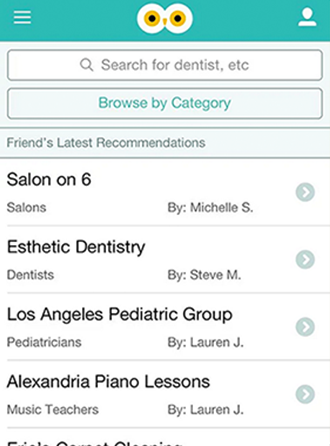 Search for dentist, etc
Browse by Category
Friend's Latest Recommendations
Salon on 6
Salons By: Michelle S.
Esthetic Dentistry
Dentists By: Steve M.
Los Angeles Pediatric Group
Pediatricians By: Lauren J.
Alexandria Piano Lessons
Music Teachers By: Lauren J.